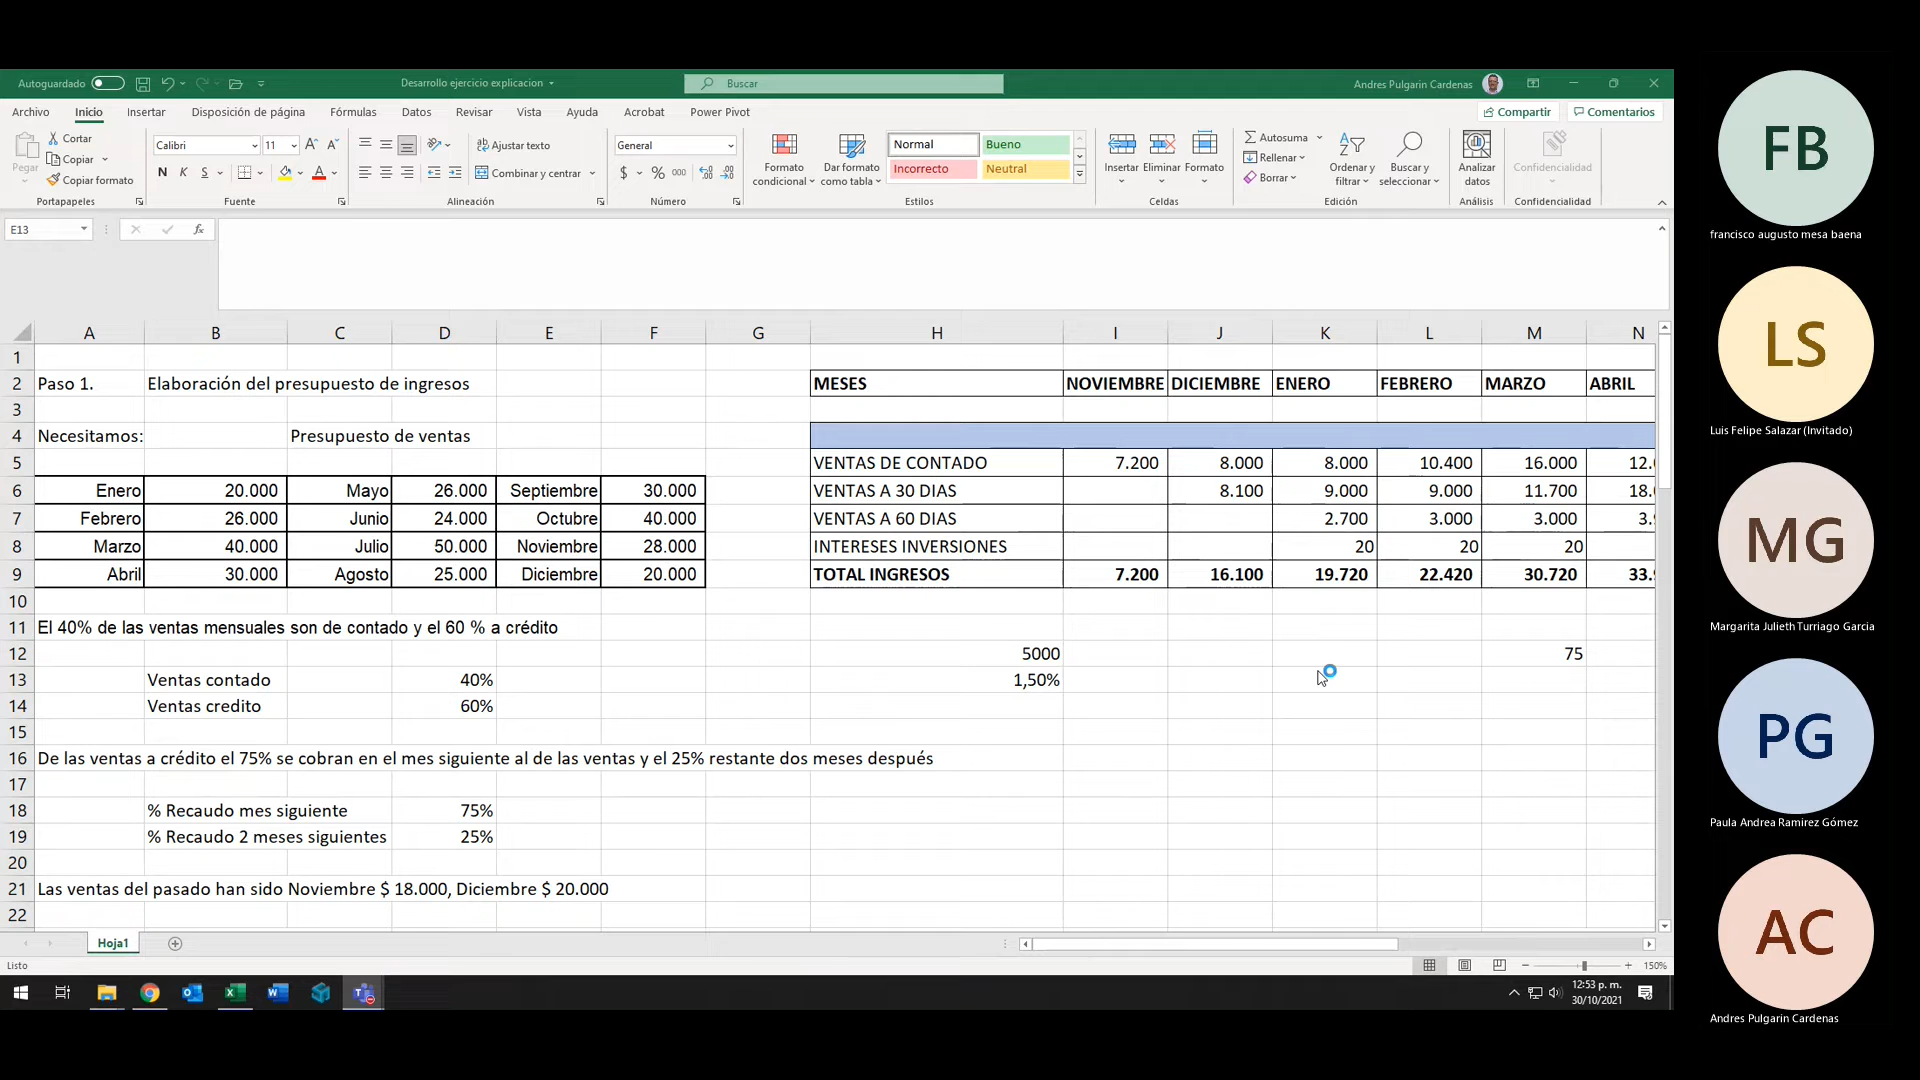 Autoguardado
Desarrollo ejercicio explicacion
Buscar
Andres Pulgarin Cardenas
Archivo Inicio Insertar Disposición de página Fórmulas Datos Revisar Vista Ayuda Acrobat Power Pivot
Compartir Comentarios
Pegar
Cortar
Copiar
Copiar formato
Portapapeles
Calibri 11
N K S
Fuente
Ajustar texto
Combinar y centrar
Alineación
General
$ % 000
Número
Formato condicional
Dar formato como tabla
Normal Bueno
Incorrecto Neutral
Estilos
Insertar Eliminar Formato
Celdas
Autosuma
Rellenar
Borrar
Ordenar y filtrar
Buscar y seleccionar
Edición
Analizar datos
Análisis
Confidencialidad
Confidencialidad
E13 fx
A B C D E F G H I J K L M N
1
2 Paso 1. Elaboración del presupuesto de ingresos MESES NOVIEMBRE DICIEMBRE ENERO FEBRERO MARZO ABRIL
3
4 Necesitamos: Presupuesto de ventas
5 VENTAS DE CONTADO 7.200 8.000 8.000 10.400 16.000 12.
6 Enero 20.000 Mayo 26.000 Septiembre 30.000 VENTAS A 30 DIAS 8.100 9.000 9.000 11.700 18.
7 Febrero 26.000 Junio 24.000 Octubre 40.000 VENTAS A 60 DIAS 2.700 3.000 3.000 3.
8 Marzo 40.000 Julio 50.000 Noviembre 28.000 INTERESES INVERSIONES 20 20 20
9 Abril 30.000 Agosto 25.000 Diciembre 20.000 TOTAL INGRESOS 7.200 16.100 19.720 22.420 30.720 33.
10
11 El 40% de las ventas mensuales son de contado y el 60 % a crédito
12 5000 75
13 Ventas contado 40% 1,50%
14 Ventas credito 60%
15
16 De las ventas a crédito el 75% se cobran en el mes siguiente al de las ventas y el 25% restante dos meses después
17
18 % Recaudo mes siguiente 75%
19 % Recaudo 2 meses siguientes 25%
20
21 Las ventas del pasado han sido Noviembre $ 18.000, Diciembre $ 20.000
22
Hoja1
Listo
150%
12:53 p. m.
30/10/2021
FB
francisco augusto mesa baena
LS
Luis Felipe Salazar (Invitado)
MG
Margarita Julieth Turriago Garcia
PG
Paula Andrea Ramirez Gómez
AC
Andres Pulgarin Cardenas